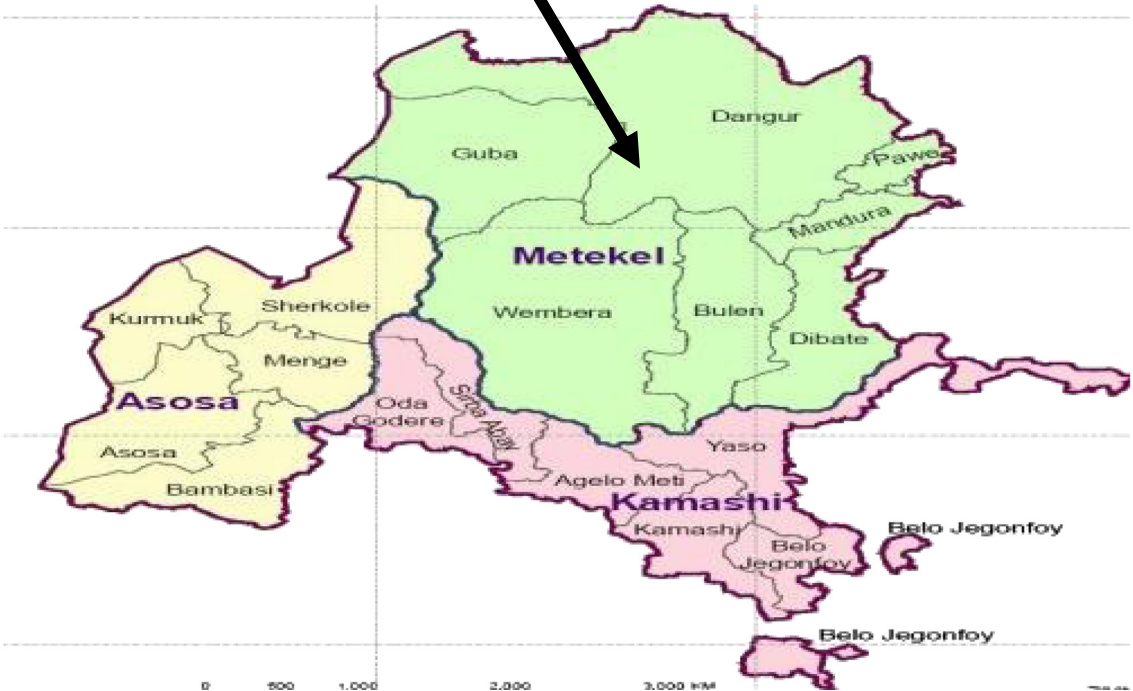 Dangur
Guba
Pawe
Mandura
Metekel
Sherkole
Kurmuk
Wembera
Bulen
Dibate
Menge
Asosa
Oda
Godere
Sirba Abay
Asosa
Bambasi
Yaso
Agelo Meti
Kamashi
Kamashi
Belo
Jegonfoy
Belo Jegonfoy
Belo Jegonfoy
0 500 1.000 2.000 3.000 KM